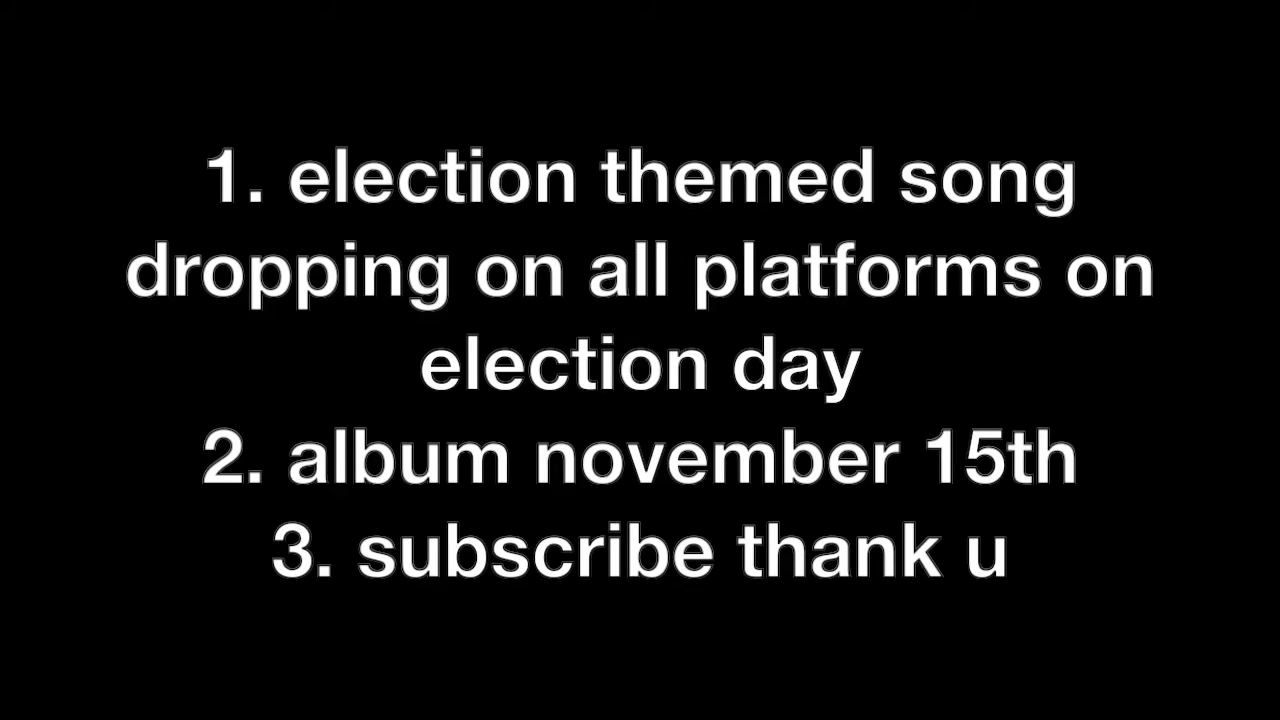 1. election themed song
dropping on all platforms on
election day
2. album november 15th
3. subscribe thank u